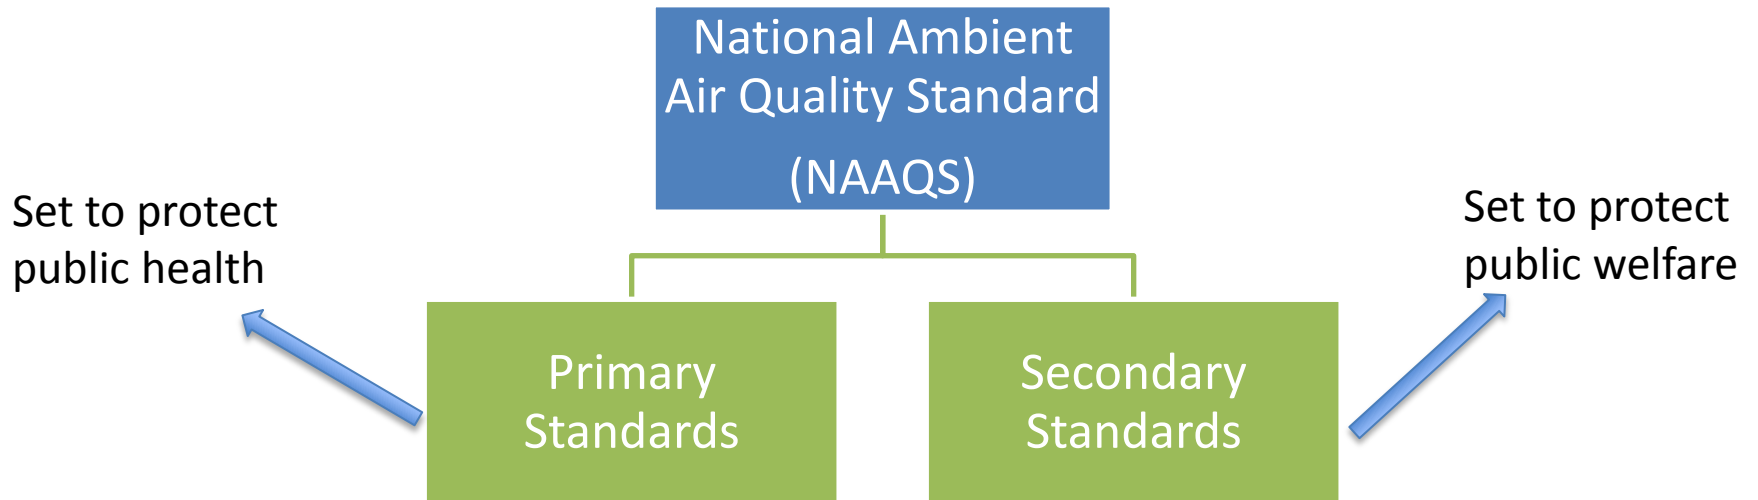 National Ambient
Air Quality Standard
(NAAQS)
Set to protect
public health
Set to protect
public welfare
Primary
Standards
Secondary
Standards